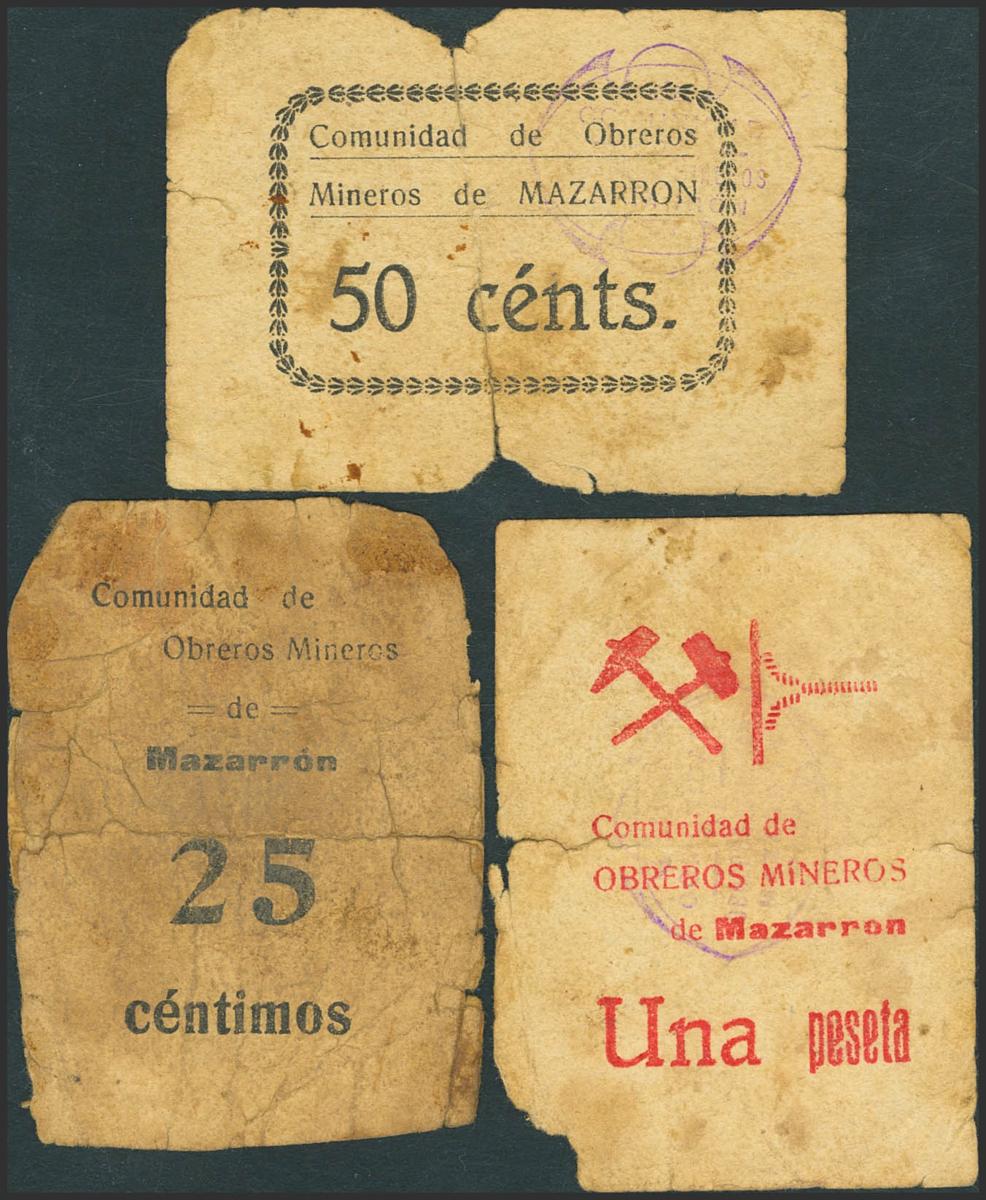 Comunidad de Obreros
Mineros de MAZARRON
50 cénts.
Comunidad de
Obreros Mineros
= de =
Mazarrón
25
céntimos
Comunidad de
OBREROS MINEROS
de Mazarron
Una peseta